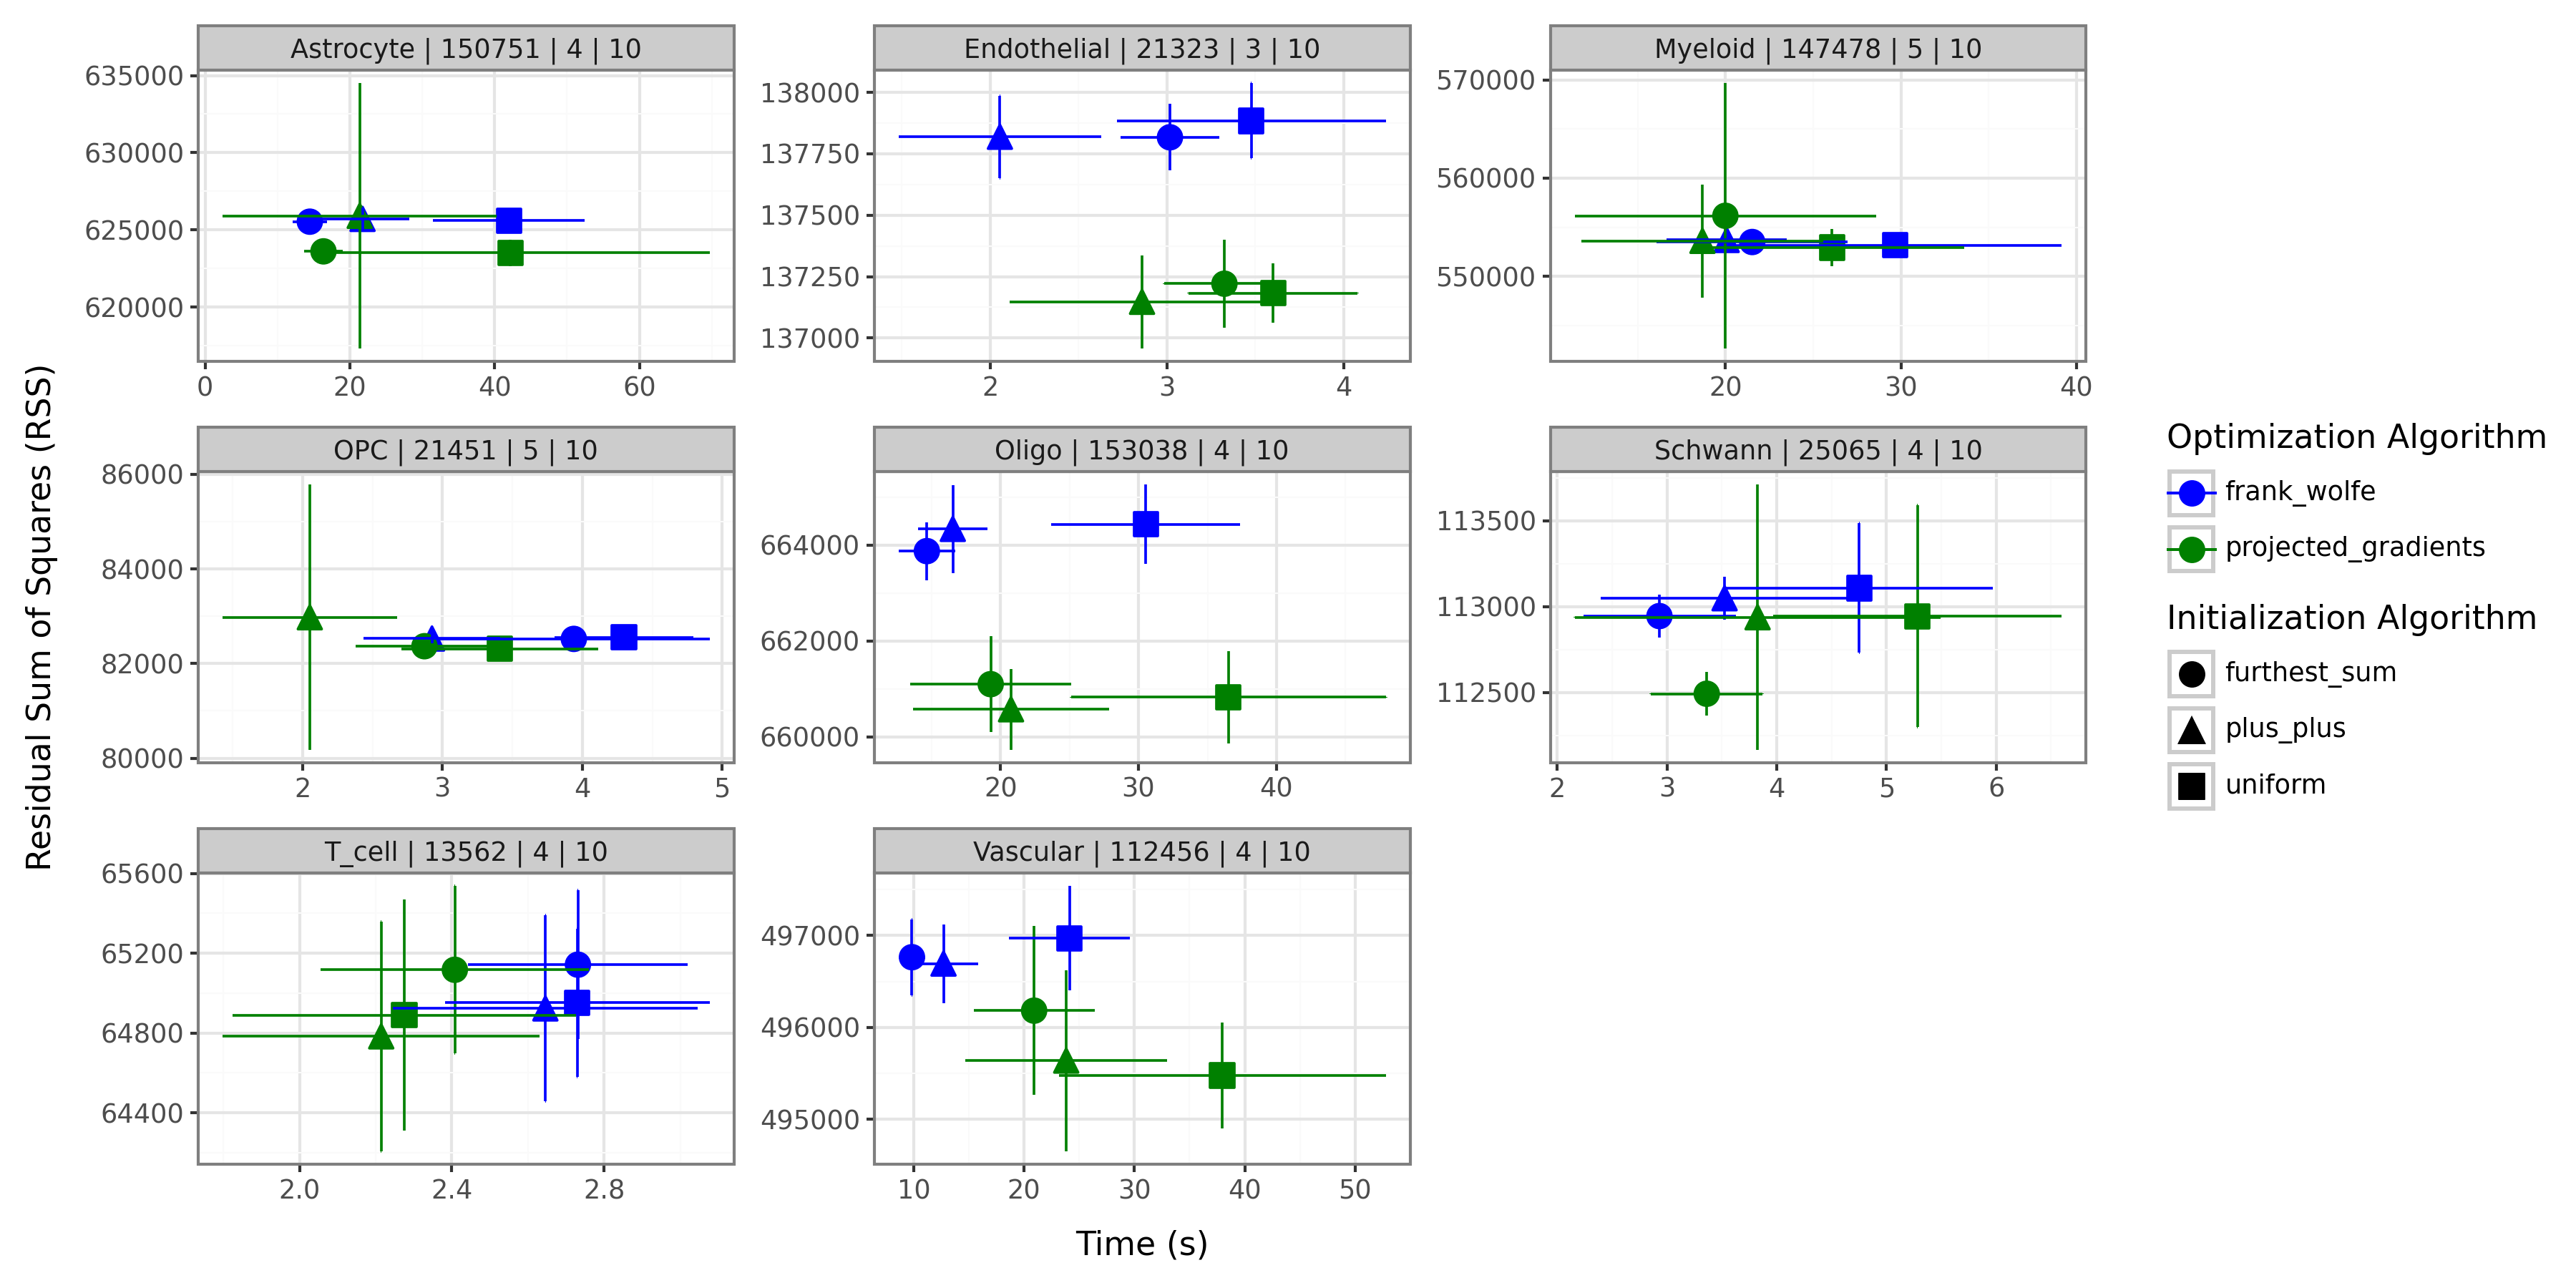 Astrocyte | 150751 | 4 | 10
635000
630000
625000
620000
0 20 40 60
Endothelial | 21323 | 3 | 10
138000
137750
137500
137250
137000
2 3 4
Myeloid | 147478 | 5 | 10
570000
560000
550000
20 30 40
OPC | 21451 | 5 | 10
86000
84000
82000
80000
2 3 4 5
Oligo | 153038 | 4 | 10
664000
662000
660000
20 30 40
Schwann | 25065 | 4 | 10
113500
113000
112500
2 3 4 5 6
T_cell | 13562 | 4 | 10
65600
65200
64800
64400
2.0 2.4 2.8
Vascular | 112456 | 4 | 10
497000
496000
495000
10 20 30 40 50
Residual Sum of Squares (RSS)
Time (s)
Optimization Algorithm
frank_wolfe
projected_gradients
Initialization Algorithm
furthest_sum
plus_plus
uniform